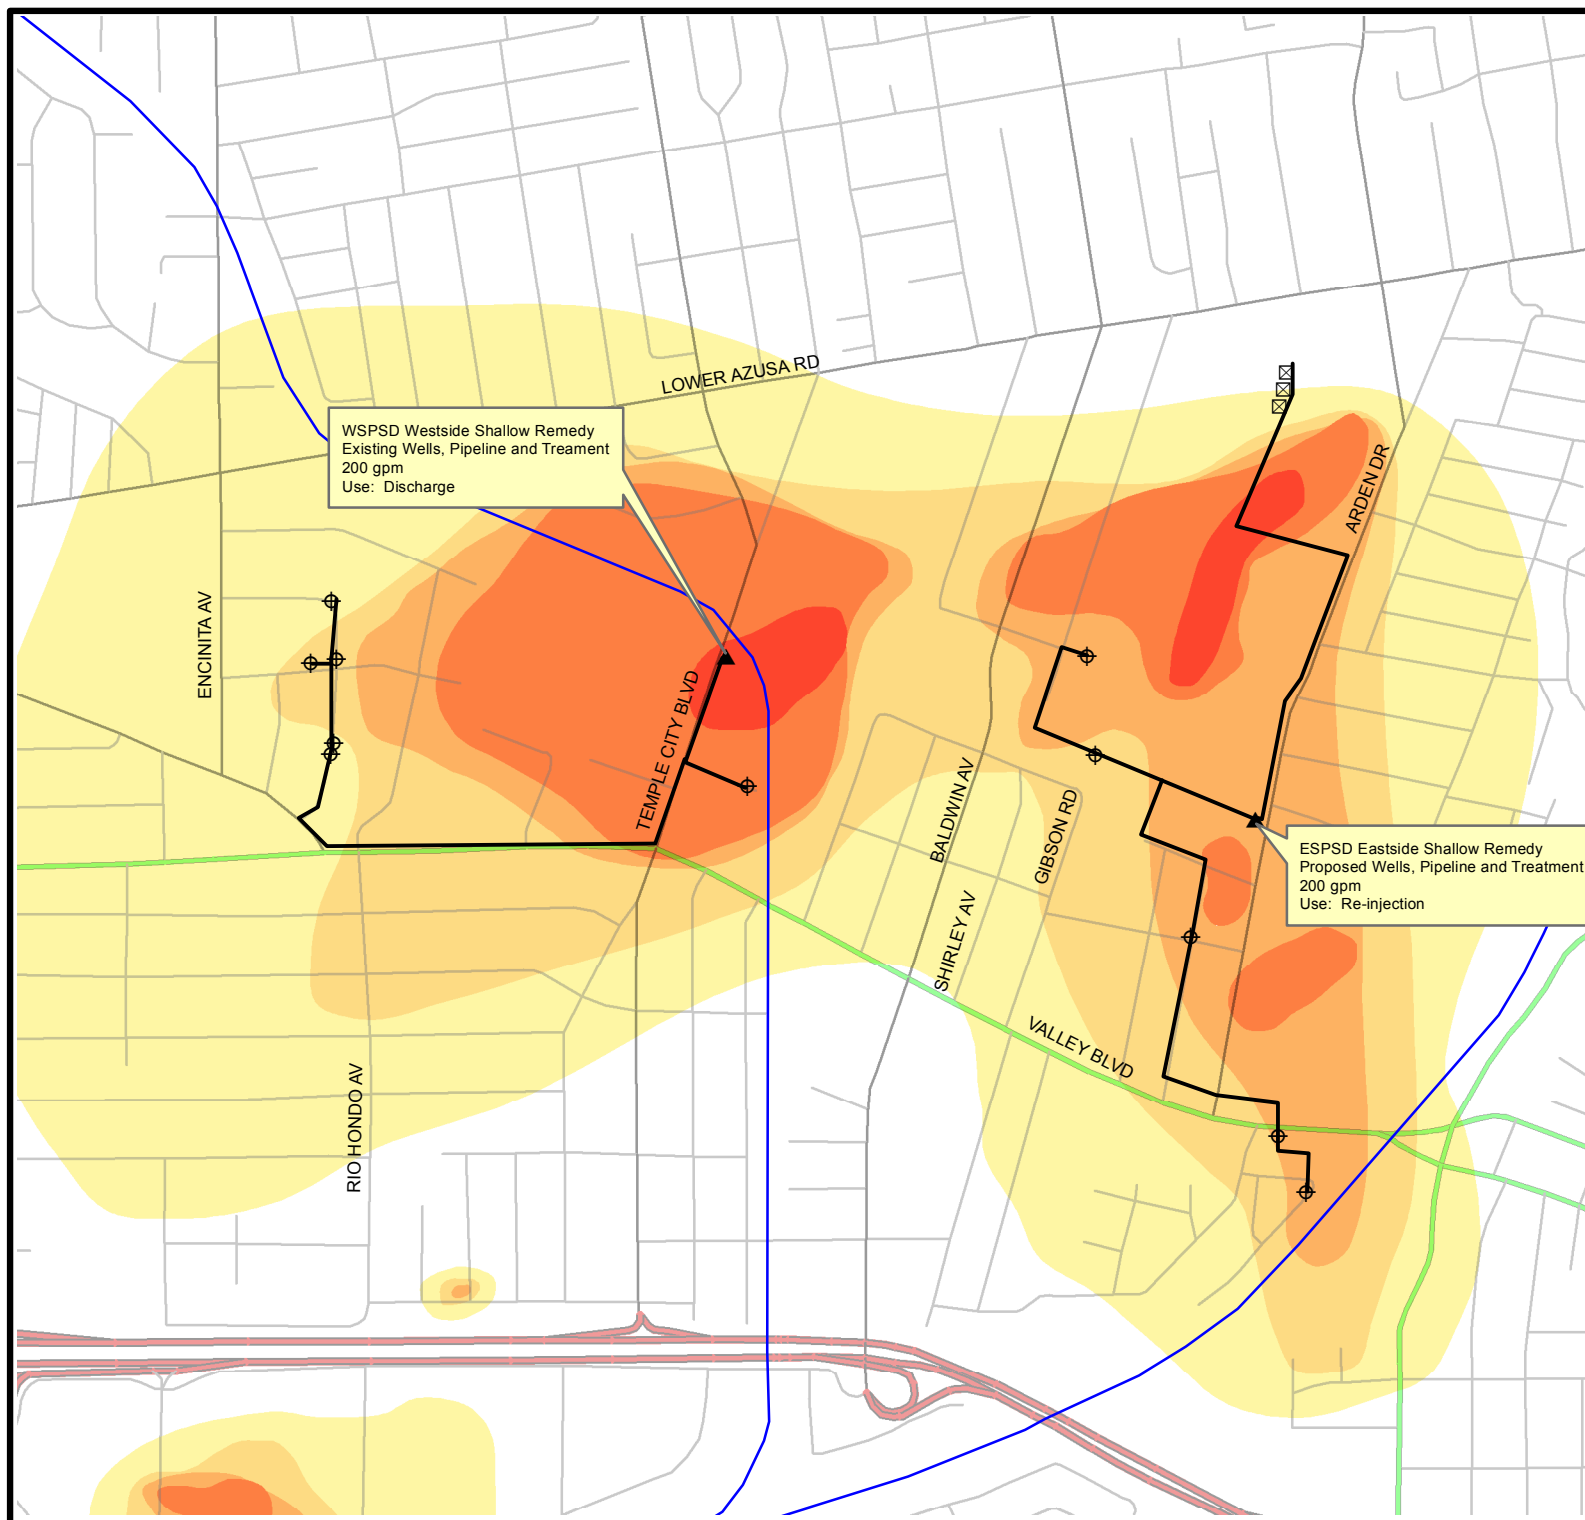 LOWER AZUSA RD
WSPSD Westside Shallow Remedy
Existing Wells, Pipeline and Treament
200 gpm
Use: Discharge
ARDEN DR
ENCINITA AV
TEMPLE CITY BLVD
BALDWIN AV
GIBSON RD
ESPSD Eastside Shallow Remedy
Proposed Wells, Pipeline and Treatment
200 gpm
Use: Re-injection
SHIRLEY AV
VALLEY BLVD
RIO HONDO AV